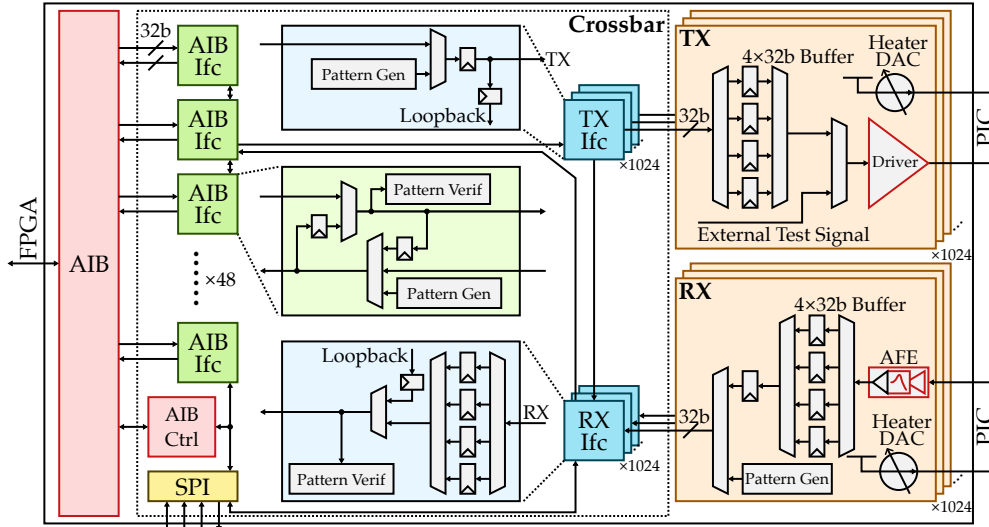 32b
AIB
Ifc
Crossbar
TX
Pattern Gen
Loopback
TX
4×32b Buffer
Heater
DAC
AIB
Ifc
TX
Ifc
32b
×1024
PIC
Driver
AIB
Ifc
Pattern Verif
External Test Signal
×1024
FPGA
AIB
×48
Pattern Gen
RX
4×32b Buffer
AIB
Ifc
Loopback
AFE
AIB
Ctrl
RX
RX
Ifc
32b
×1024
PIC
Heater
DAC
SPI
Pattern Verif
Pattern Gen
×1024